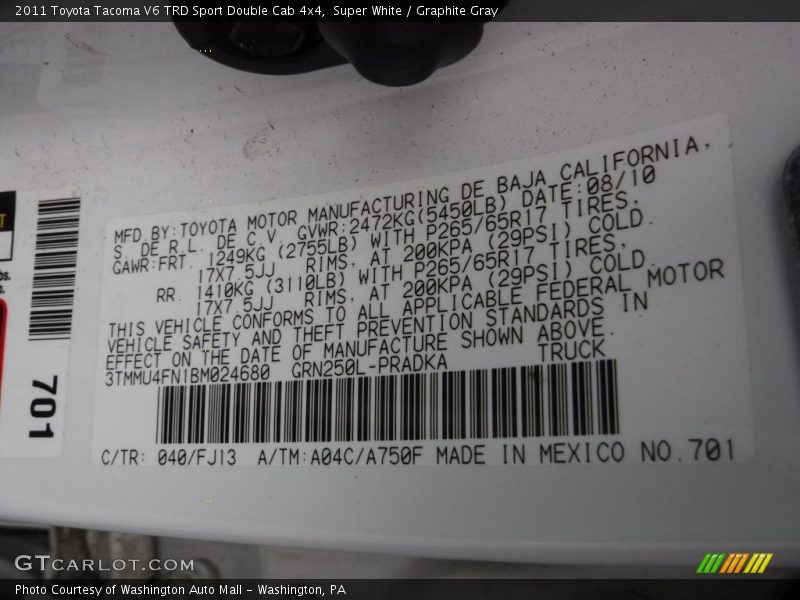 2011 Toyota Tacoma V6 TRD Sport Double Cab 4x4, Super White / Graphite Gray
MFD.BY:TOYOTA MOTOR MANUFACTURING DE BAJA CALIFORNIA,
S. DE R.L. DE C.V. GVWR:2472KG(5450LB) DATE:08/10
GAWR:FRT. 1249KG (2755LB) WITH P265/65R17 TIRES,
17X7.5JJ RIMS, AT 200KPA (29PSI) COLD.
RR. 1410KG (3110LB) WITH P265/65R17 TIRES,
17X7.5JJ RIMS, AT 200KPA (29PSI) COLD.
THIS VEHICLE CONFORMS TO ALL APPLICABLE FEDERAL MOTOR
VEHICLE SAFETY AND THEFT PREVENTION STANDARDS IN
EFFECT ON THE DATE OF MANUFACTURE SHOWN ABOVE.
3TMMU4FN1BM024680 GRN250L-PRADKA TRUCK
C/TR: 040/FJ13 A/TM:A04C/A750F MADE IN MEXICO NO.701
701
GTCARLOT.COM
Photo Courtesy of Washington Auto Mall - Washington, PA